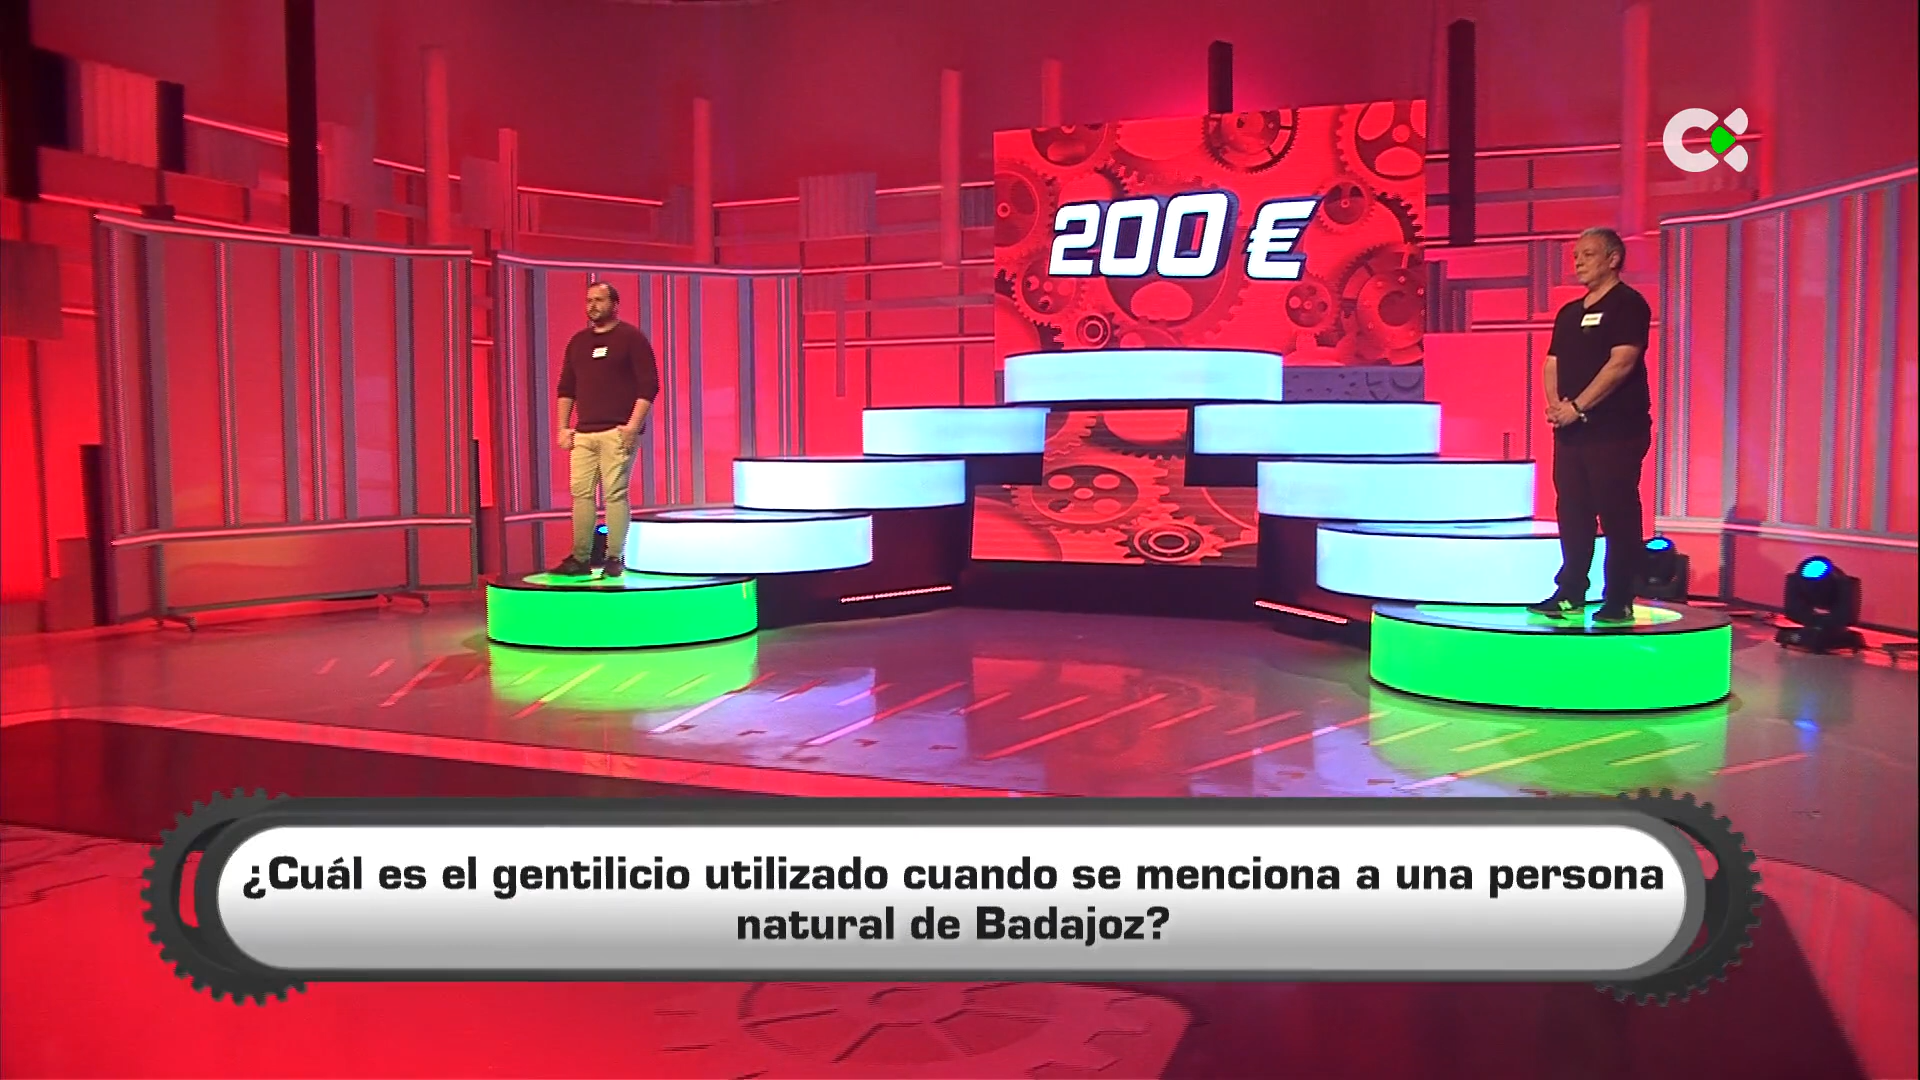 200 €
¿Cuál es el gentilicio utilizado cuando se menciona a una persona
natural de Badajoz?